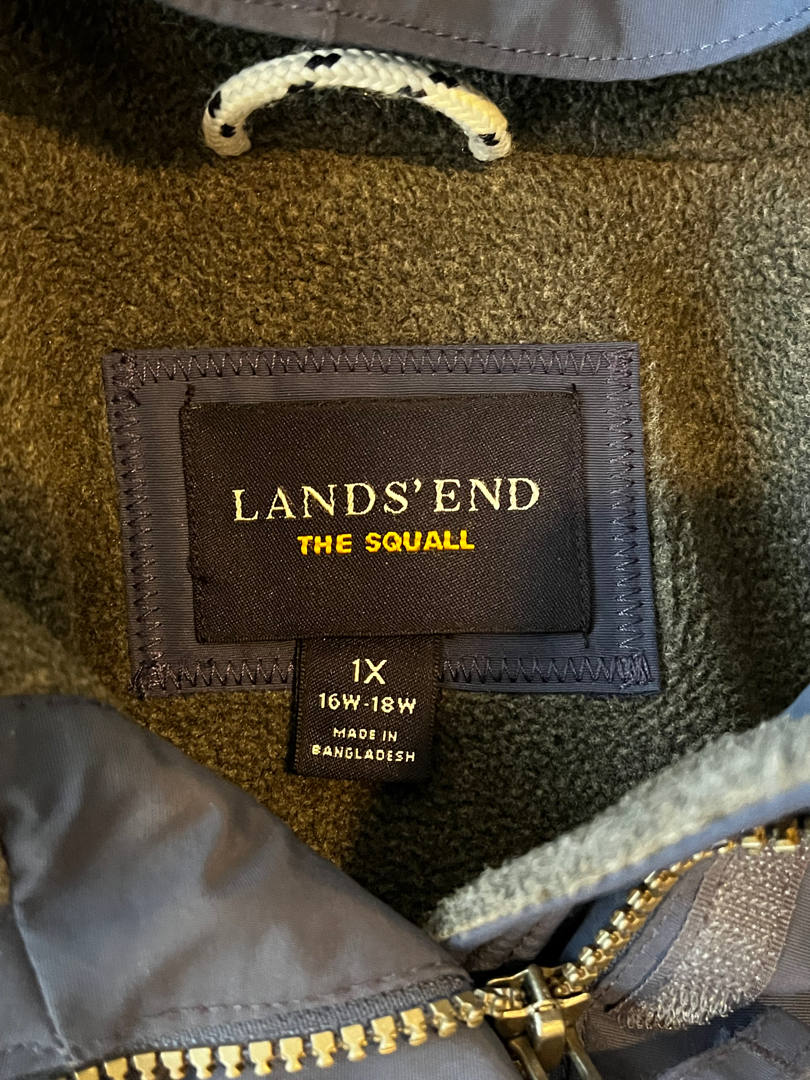 LANDS' END
THE SQUALL
1X
16W-18W
MADE IN
BANGLADESH